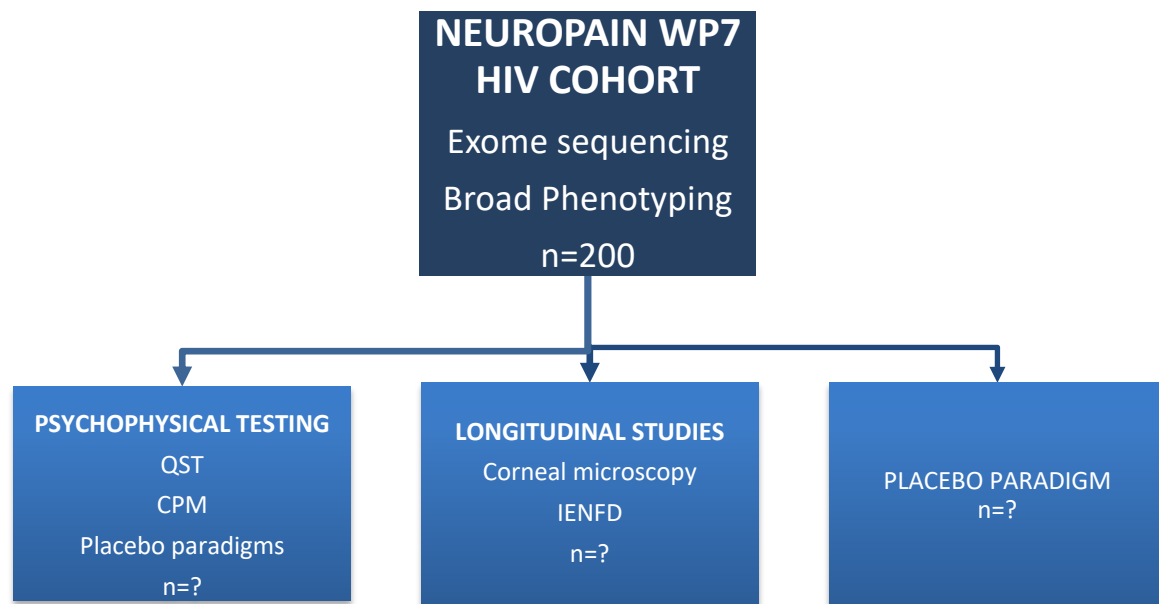 NEUROPAIN WP7
HIV COHORT
Exome sequencing
Broad Phenotyping
n=200
PSYCHOPHYSICAL TESTING
QST
CPM
Placebo paradigms
n=?
LONGITUDINAL STUDIES
Corneal microscopy
IENFD
n=?
PLACEBO PARADIGM
n=?